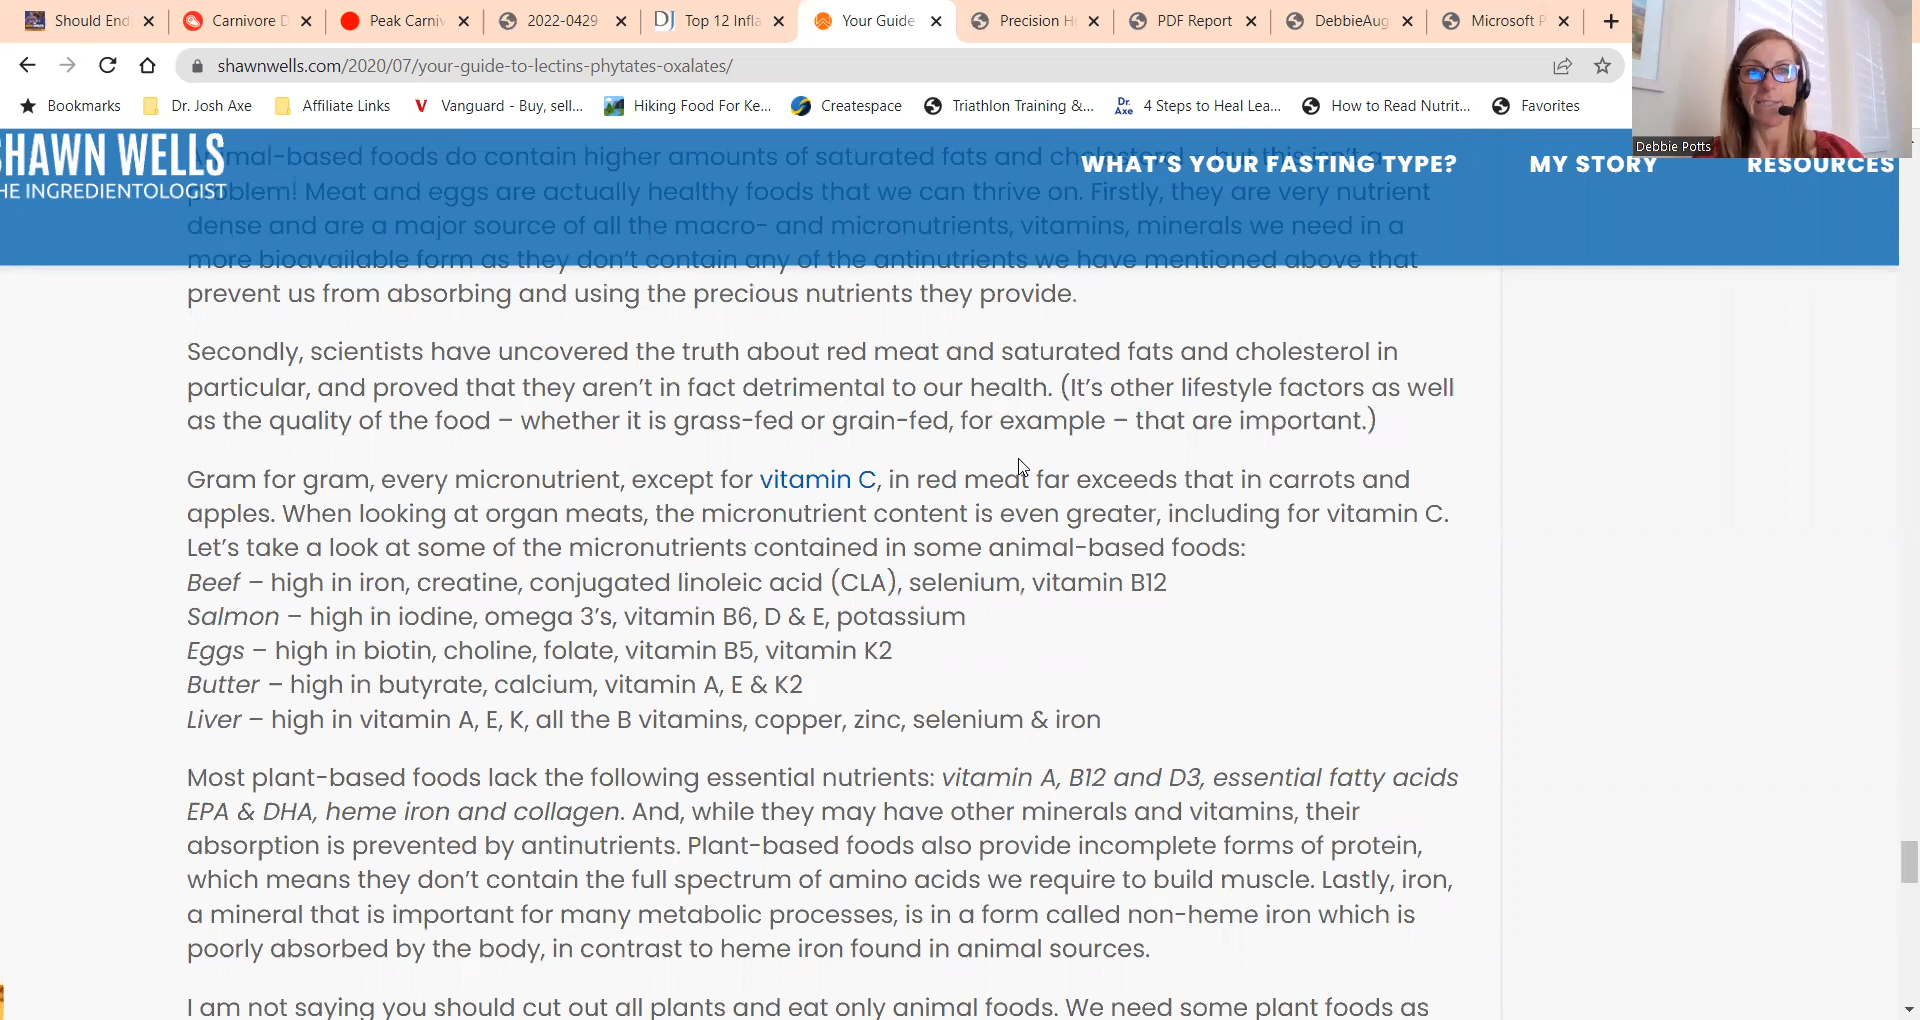 Should End
Carnivore D
Peak Carniv
2022-0429
DJ Top 12 Infla
Your Guide
Precision He
PDF Report
DebbieAug
Microsoft P
shawnwells.com/2020/07/your-guide-to-lectins-phytates-oxalates/
Bookmarks
Dr. Josh Axe
Affiliate Links
V Vanguard - Buy, sell...
Hiking Food For Ke...
Createspace
Triathlon Training &...
Dr. Axe 4 Steps to Heal Lea...
How to Read Nutrit...
Favorites
Debbie Potts
SHAWN WELLS
THE INGREDIENTOLOGIST
WHAT'S YOUR FASTING TYPE?
MY STORY
RESOURCES
Animal-based foods do contain higher amounts of saturated fats and cholesterol – but this isn't a
problem! Meat and eggs are actually healthy foods that we can thrive on. Firstly, they are very nutrient
dense and are a major source of all the macro- and micronutrients, vitamins, minerals we need in a
more bioavailable form as they don't contain any of the antinutrients we have mentioned above that
prevent us from absorbing and using the precious nutrients they provide.
Secondly, scientists have uncovered the truth about red meat and saturated fats and cholesterol in
particular, and proved that they aren't in fact detrimental to our health. (It's other lifestyle factors as well
as the quality of the food – whether it is grass-fed or grain-fed, for example – that are important.)
Gram for gram, every micronutrient, except for vitamin C, in red meat far exceeds that in carrots and
apples. When looking at organ meats, the micronutrient content is even greater, including for vitamin C.
Let's take a look at some of the micronutrients contained in some animal-based foods:
Beef – high in iron, creatine, conjugated linoleic acid (CLA), selenium, vitamin B12
Salmon – high in iodine, omega 3's, vitamin B6, D & E, potassium
Eggs – high in biotin, choline, folate, vitamin B5, vitamin K2
Butter – high in butyrate, calcium, vitamin A, E & K2
Liver – high in vitamin A, E, K, all the B vitamins, copper, zinc, selenium & iron
Most plant-based foods lack the following essential nutrients: vitamin A, B12 and D3, essential fatty acids
EPA & DHA, heme iron and collagen. And, while they may have other minerals and vitamins, their
absorption is prevented by antinutrients. Plant-based foods also provide incomplete forms of protein,
which means they don't contain the full spectrum of amino acids we require to build muscle. Lastly, iron,
a mineral that is important for many metabolic processes, is in a form called non-heme iron which is
poorly absorbed by the body, in contrast to heme iron found in animal sources.
I am not saying you should cut out all plants and eat only animal foods. We need some plant foods as